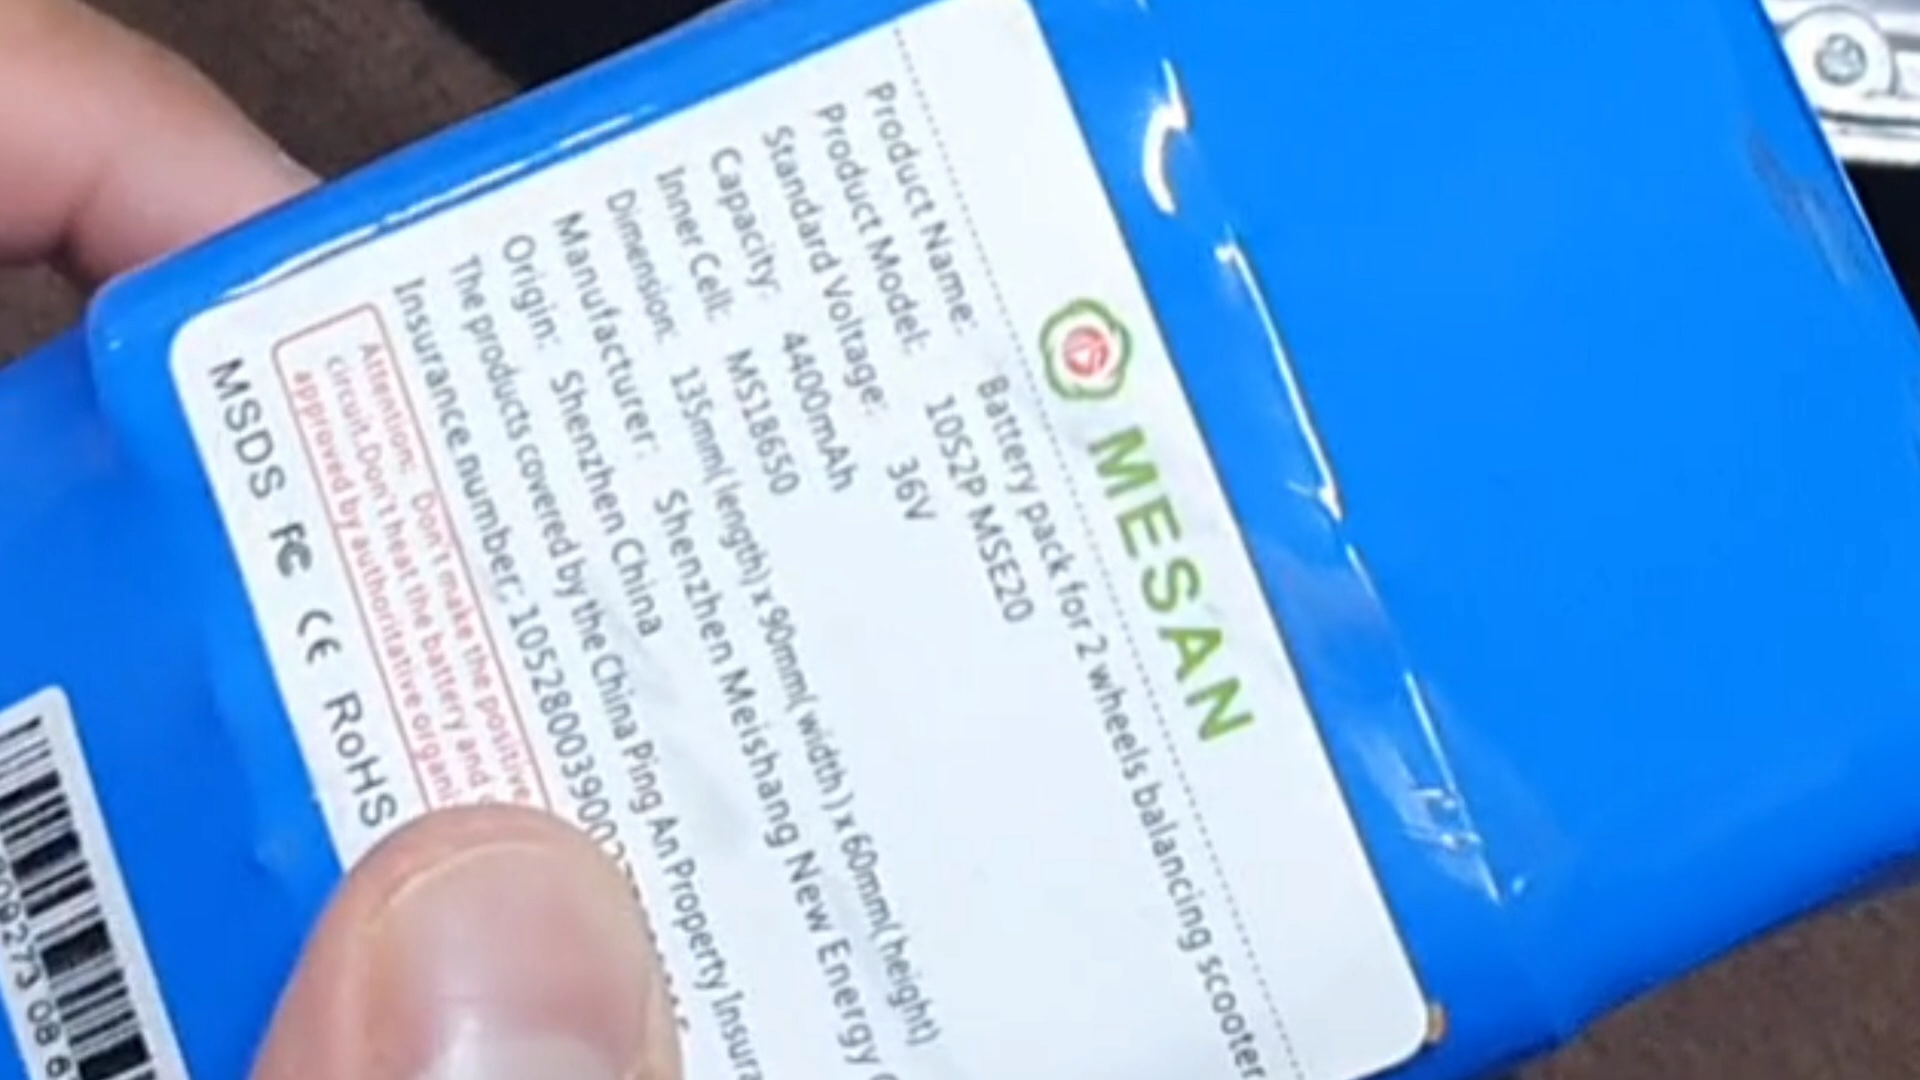 MESAN
Product Name: Battery pack for 2 wheels balancing scooter
Product Model: 10S2P MSE20
Standard Voltage: 36V
Capacity: 4400mAh
Inner Cell: MS18650
Dimension: 135mm( length) x 90mm( width ) x 60mm( height)
Manufacturer: Shenzhen Meishang New Energy
Origin: Shenzhen China
The products covered by the China Ping An Property
Insurance number: 1052800390
Attention: Don't make the positive
circuit.Don't heat the battery and
approved by authoritative
MSDS FC CE RoHS